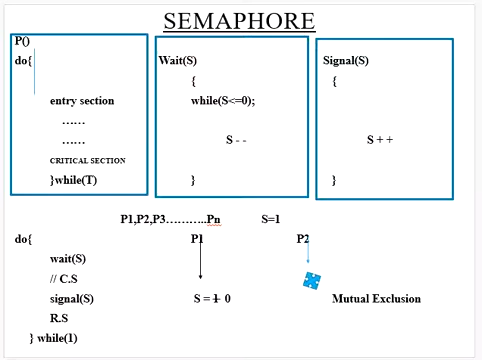 SEMAPHORE
P()
do{
entry section
……
……
CRITICAL SECTION
}while(T)
Wait(S)
{
while(S<=0);
S - -
}
Signal(S)
{
S + +
}
P1,P2,P3………..Pn S=1
do{
wait(S)
// C.S
signal(S)
R.S
} while(1)
P1
S = 1 0
P2
Mutual Exclusion